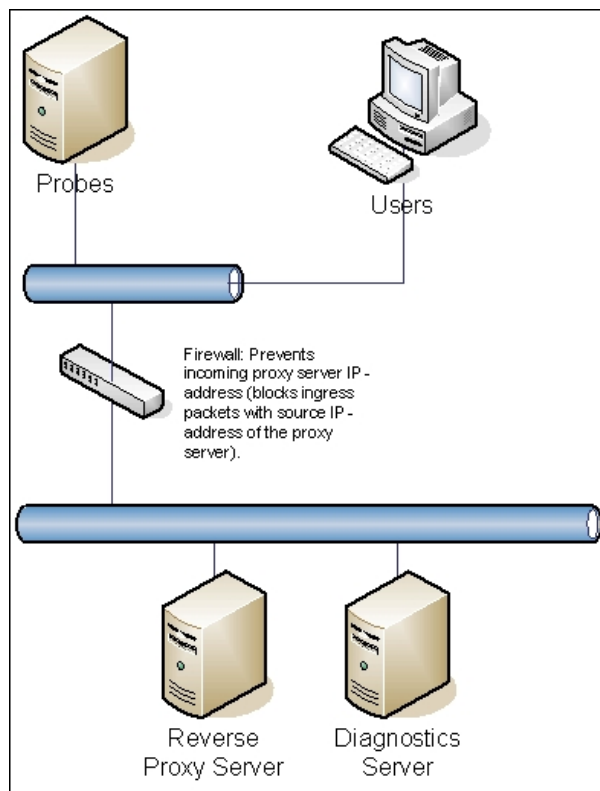 Probes
Users
Firewall: Prevents
incoming proxy server IP -
address (blocks ingress
packets with source IP -
address of the proxy
server).
Reverse
Proxy Server
Diagnostics
Server